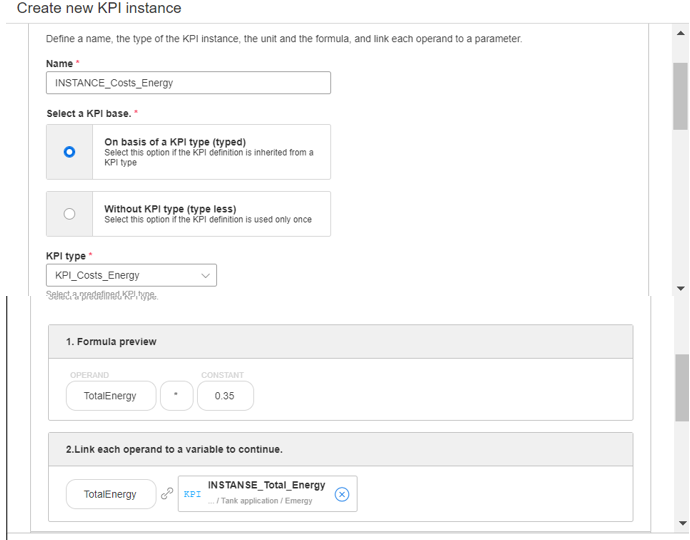 Create new KPI instance
Define a name, the type of the KPI instance, the unit and the formula, and link each operand to a parameter.
Name *
INSTANCE_Costs_Energy
Select a KPI base. *
On basis of a KPI type (typed)
Select this option if the KPI definition is inherited from a
KPI type
Without KPI type (type less)
Select this option if the KPI definition is used only once
KPI type *
KPI_Costs_Energy
Select a predefined KPI type.
1. Formula preview
OPERAND CONSTANT
TotalEnergy * 0.35
2.Link each operand to a variable to continue.
TotalEnergy KPI INSTANSE_Total_Energy
... / Tank application / Emergy